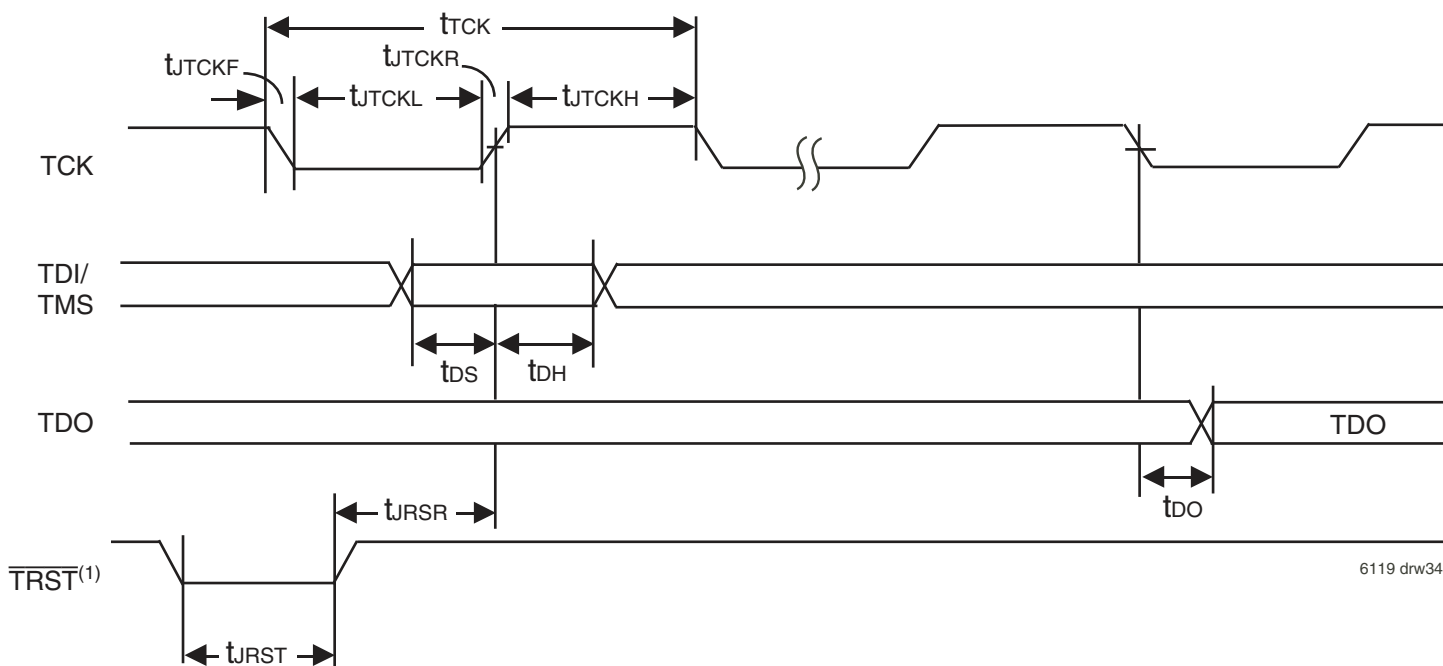 tTCK
tJTCKF
tJTCKR
tJTCKL
tJTCKH
TCK
TDI/
TMS
tDS
tDH
TDO
TDO
tDO
tJRSR
TRST(1)
6119 drw34
tJRST